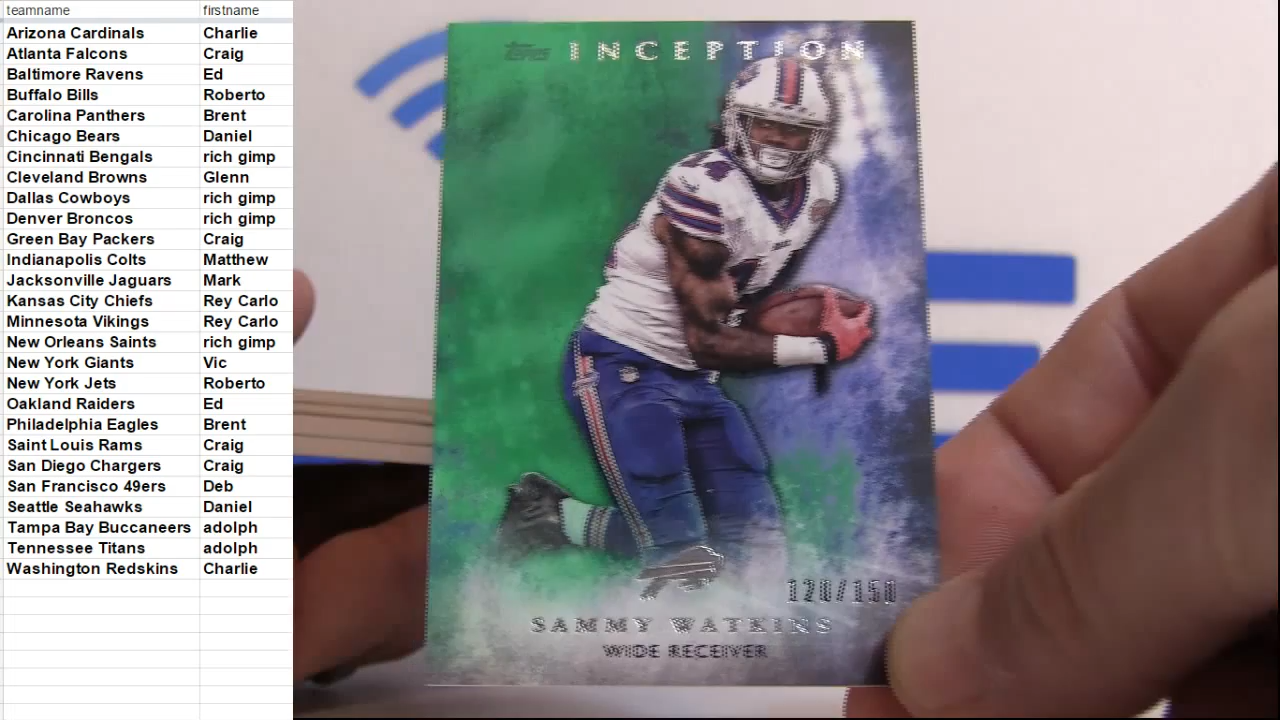 teamname firstname
Arizona Cardinals Charlie
Atlanta Falcons Craig
Baltimore Ravens Ed
Buffalo Bills Roberto
Carolina Panthers Brent
Chicago Bears Daniel
Cincinnati Bengals rich gimp
Cleveland Browns Glenn
Dallas Cowboys rich gimp
Denver Broncos rich gimp
Green Bay Packers Craig
Indianapolis Colts Matthew
Jacksonville Jaguars Mark
Kansas City Chiefs Rey Carlo
Minnesota Vikings Rey Carlo
New Orleans Saints rich gimp
New York Giants Vic
New York Jets Roberto
Oakland Raiders Ed
Philadelphia Eagles Brent
Saint Louis Rams Craig
San Diego Chargers Craig
San Francisco 49ers Deb
Seattle Seahawks Daniel
Tampa Bay Buccaneers adolph
Tennessee Titans adolph
Washington Redskins Charlie
Topps INCEPTION
14
120/150
SAMMY WATKINS
WIDE RECEIVER